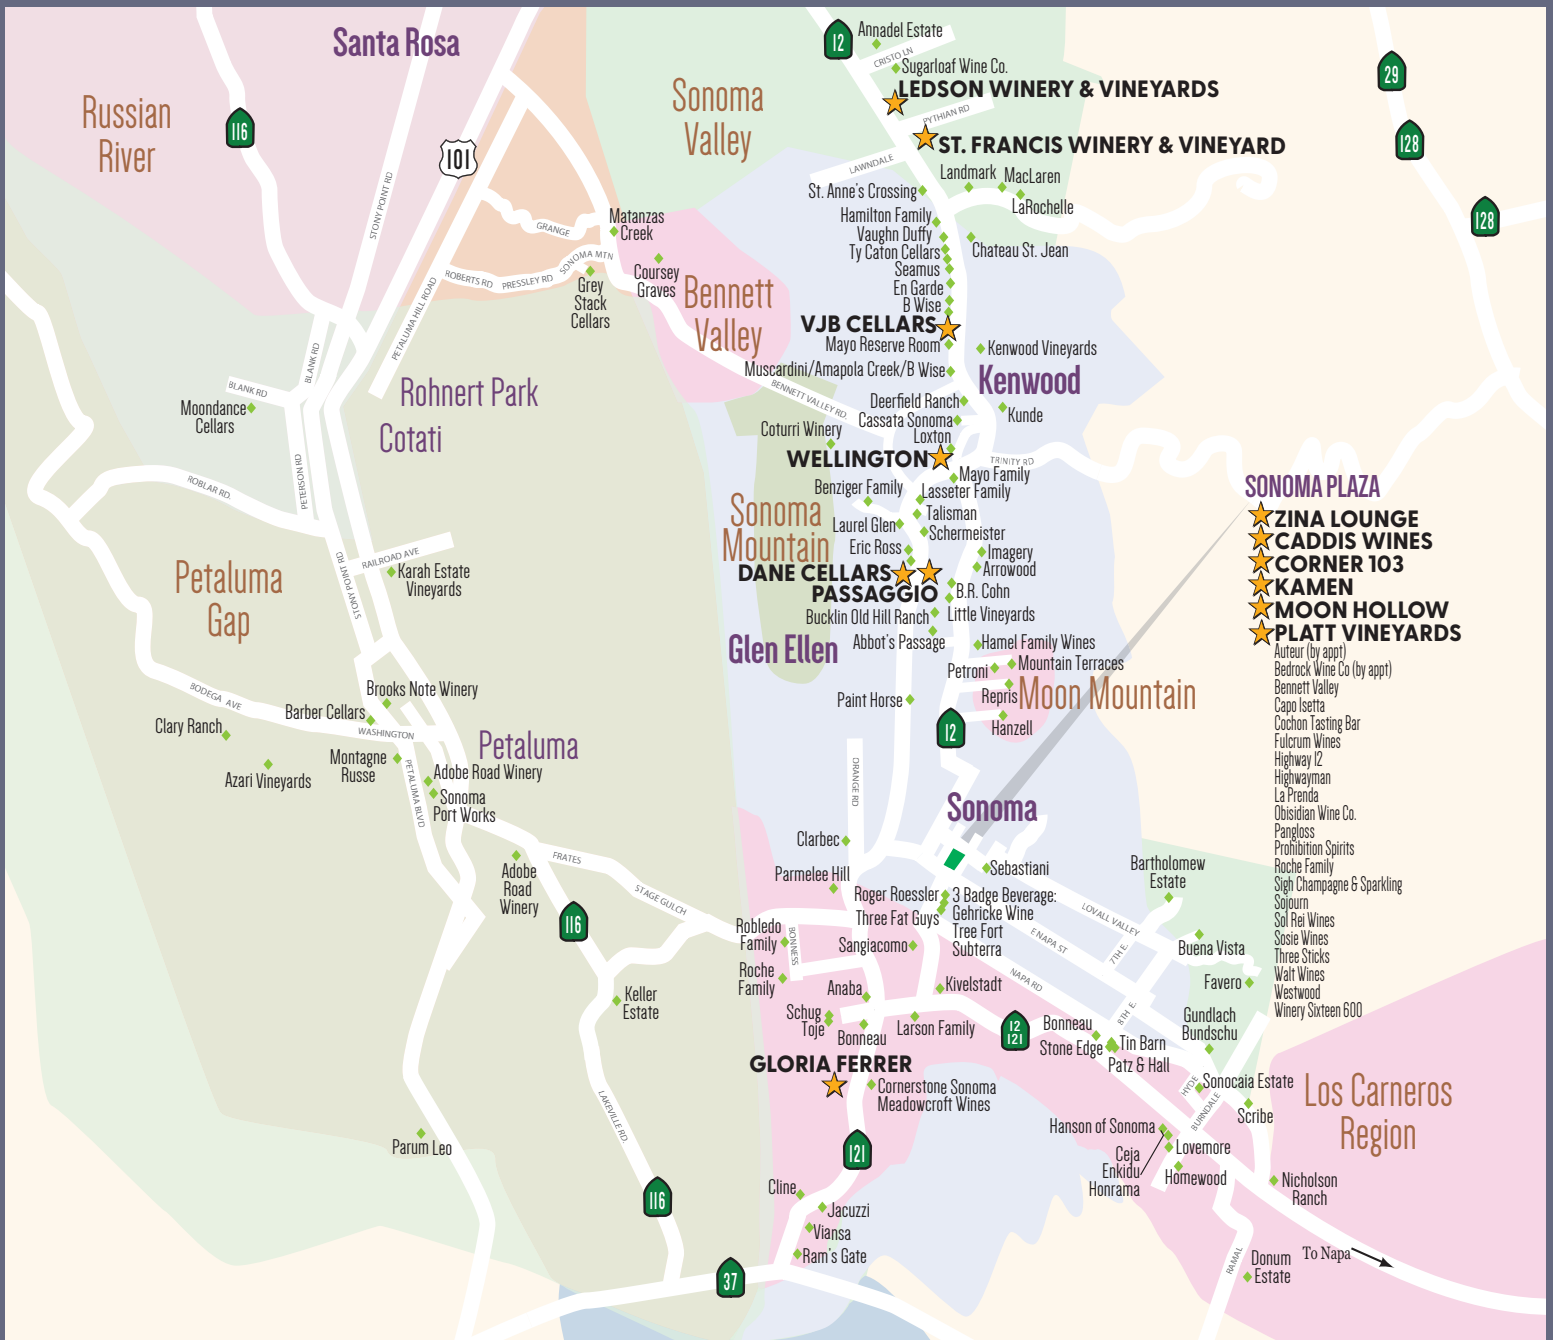 Santa Rosa
12
Annadel Estate
CRISTO LN
Sugarloaf Wine Co.
29
LEDSON WINERY & VINEYARDS
Russian
River
116
101
Sonoma
Valley
PYTHIAN RD
ST. FRANCIS WINERY & VINEYARD
128
128
LAWNDALE
Landmark
MacLaren
LaRochelle
St. Anne's Crossing
STONY POINT RD
Hamilton Family
Vaughn Duffy
Ty Caton Cellars
Chateau St. Jean
Seamus
En Garde
B Wise
Matanzas
Creek
GRANGE
SONOMA MTN
ROBERTS RD
PRESSLEY RD
Grey
Stack
Cellars
Coursey
Graves
Bennett
Valley
PETALUMA HILL ROAD
VJB CELLARS
Mayo Reserve Room
Kenwood Vineyards
Muscardini/Amapola Creek/B Wise
Kenwood
BENNETT VALLEY RD.
BLANK RD
BLANK RD
Rohnert Park
Cotati
Moondance
Cellars
Deerfield Ranch
Cassata Sonoma
Loxton
Kunde
Coturri Winery
WELLINGTON
TRINITY RD
Mayo Family
Benziger Family
Lasseter Family
Talisman
Sonoma
Mountain
Laurel Glen
Schermeister
Eric Ross
Imagery
Arrowood
DANE CELLARS
PASSAGGIO
B.R. Cohn
Bucklin Old Hill Ranch
Little Vineyards
Abbot's Passage
Glen Ellen
Hamel Family Wines
Petroni
Mountain Terraces
Repris
Moon Mountain
Hanzell
Paint Horse
12
PETERSON RD
ROBLAR RD.
STONY POINT RD
RAILROAD AVE
Karah Estate
Vineyards
Petaluma
Gap
BODEGA AVE
Brooks Note Winery
Barber Cellars
WASHINGTON
Clary Ranch
Azari Vineyards
Montagne
Russe
PETALUMA BLVD
Petaluma
Adobe Road Winery
Sonoma
Port Works
Adobe
Road
Winery
FRATES
STAGE GULCH
116
ORANGE RD
Sonoma
SONOMA PLAZA
ZINA LOUNGE
CADDIS WINES
CORNER 103
KAMEN
MOON HOLLOW
PLATT VINEYARDS
Auteur (by appt)
Bedrock Wine Co (by appt)
Bennett Valley
Capo Isetta
Cochon Tasting Bar
Fulcrum Wines
Highway 12
Highwayman
La Prenda
Obisidian Wine Co.
Pangloss
Prohibition Spirits
Roche Family
Sigh Champagne & Sparkling
Sojourn
Sol Rei Wines
Sosie Wines
Three Sticks
Walt Wines
Westwood
Winery Sixteen 600
Clarbec
Parmelee Hill
Sebastiani
Roger Roessler
Three Fat Guys
3 Badge Beverage:
Gehricke Wine
Tree Fort
Subterra
Bartholomew
Estate
LOVALL VALLEY
E NAPA ST
7TH E.
Buena Vista
Robledo
Family
BONNESS
Sangiacomo
NAPA RD
Roche
Family
Anaba
Kivelstadt
Favero
8TH E.
Keller
Estate
Schug
Toje
Bonneau
Larson Family
12
121
Bonneau
Stone Edge
Tin Barn
Patz & Hall
Gundlach
Bundschu
GLORIA FERRER
Cornerstone Sonoma
Meadowcroft Wines
HYDE
Sonocaia Estate
BURNDALE
Scribe
Los Carneros
Region
LAKEVILLE RD.
Hanson of Sonoma
Ceja
Enkidu
Honrama
Lovemore
Homewood
Parum Leo
121
Cline
Jacuzzi
Viansa
Ram's Gate
Nicholson
Ranch
116
37
RAMAL
Donum
Estate
To Napa